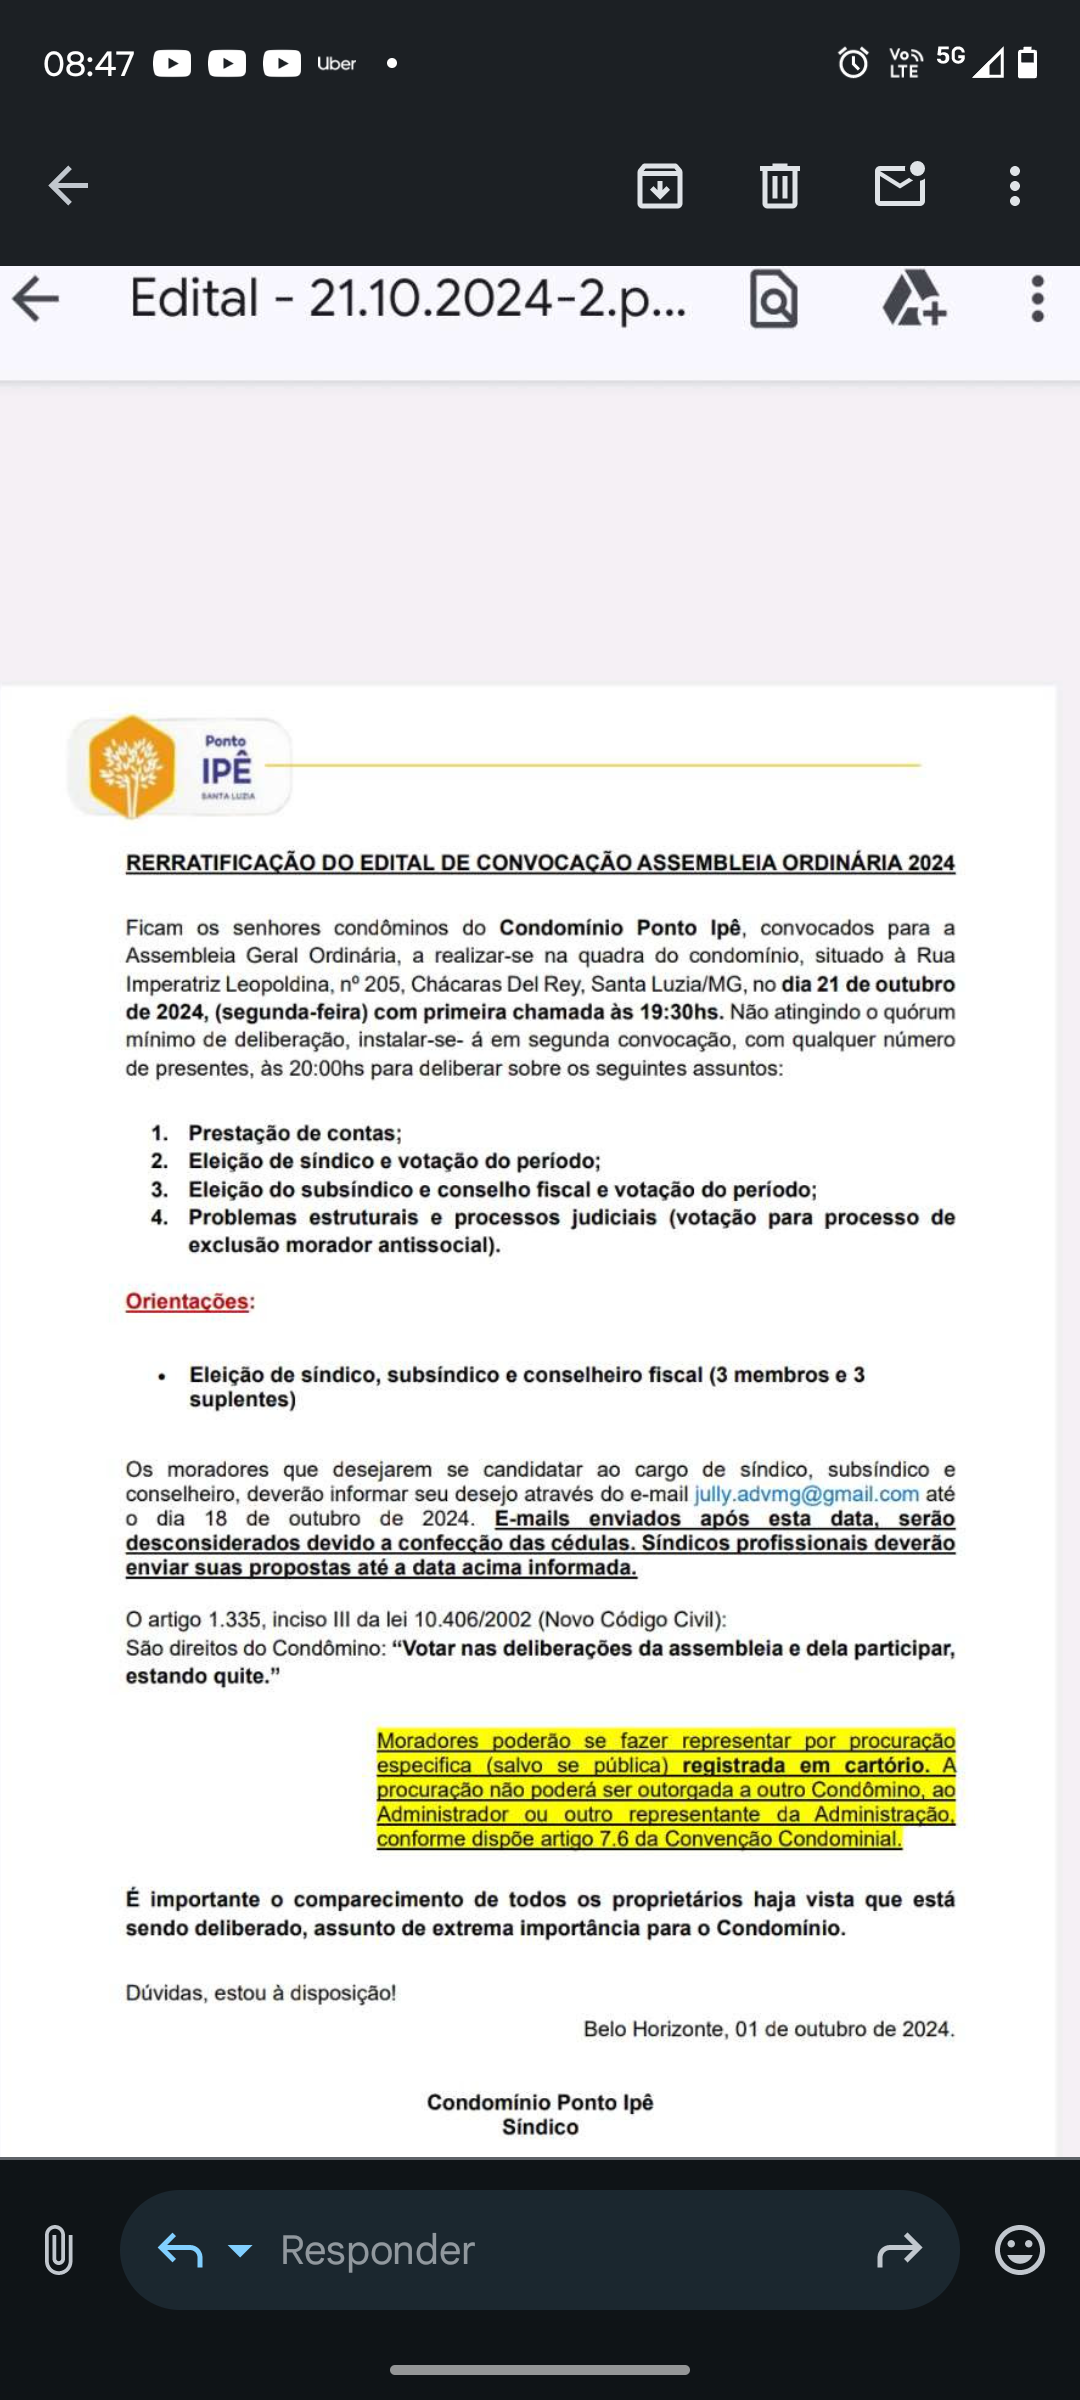 08:47 Uber VoLTE 5G
Edital - 21.10.2024-2.p...
Ponto
IPÊ
SANTA LUZIA
RERRATIFICAÇÃO DO EDITAL DE CONVOCAÇÃO ASSEMBLEIA ORDINÁRIA 2024
Ficam os senhores condôminos do Condomínio Ponto Ipê, convocados para a
Assembleia Geral Ordinária, a realizar-se na quadra do condomínio, situado à Rua
Imperatriz Leopoldina, nº 205, Chácaras Del Rey, Santa Luzia/MG, no dia 21 de outubro
de 2024, (segunda-feira) com primeira chamada às 19:30hs. Não atingindo o quórum
mínimo de deliberação, instalar-se- á em segunda convocação, com qualquer número
de presentes, às 20:00hs para deliberar sobre os seguintes assuntos:
1. Prestação de contas;
2. Eleição de síndico e votação do período;
3. Eleição do subsíndico e conselho fiscal e votação do período;
4. Problemas estruturais e processos judiciais (votação para processo de
exclusão morador antissocial).
Orientações:
• Eleição de síndico, subsíndico e conselheiro fiscal (3 membros e 3
suplentes)
Os moradores que desejarem se candidatar ao cargo de síndico, subsíndico e
conselheiro, deverão informar seu desejo através do e-mail jully.advmg@gmail.com até
o dia 18 de outubro de 2024. E-mails enviados após esta data, serão
desconsiderados devido a confecção das cédulas. Síndicos profissionais deverão
enviar suas propostas até a data acima informada.
O artigo 1.335, inciso III da lei 10.406/2002 (Novo Código Civil):
São direitos do Condômino: “Votar nas deliberações da assembleia e dela participar,
estando quite.”
Moradores poderão se fazer representar por procuração
especifica (salvo se pública) registrada em cartório. A
procuração não poderá ser outorgada a outro Condômino, ao
Administrador ou outro representante da Administração,
conforme dispõe artigo 7.6 da Convenção Condominial.
É importante o comparecimento de todos os proprietários haja vista que está
sendo deliberado, assunto de extrema importância para o Condomínio.
Dúvidas, estou à disposição!
Belo Horizonte, 01 de outubro de 2024.
Condomínio Ponto Ipê
Síndico
Responder